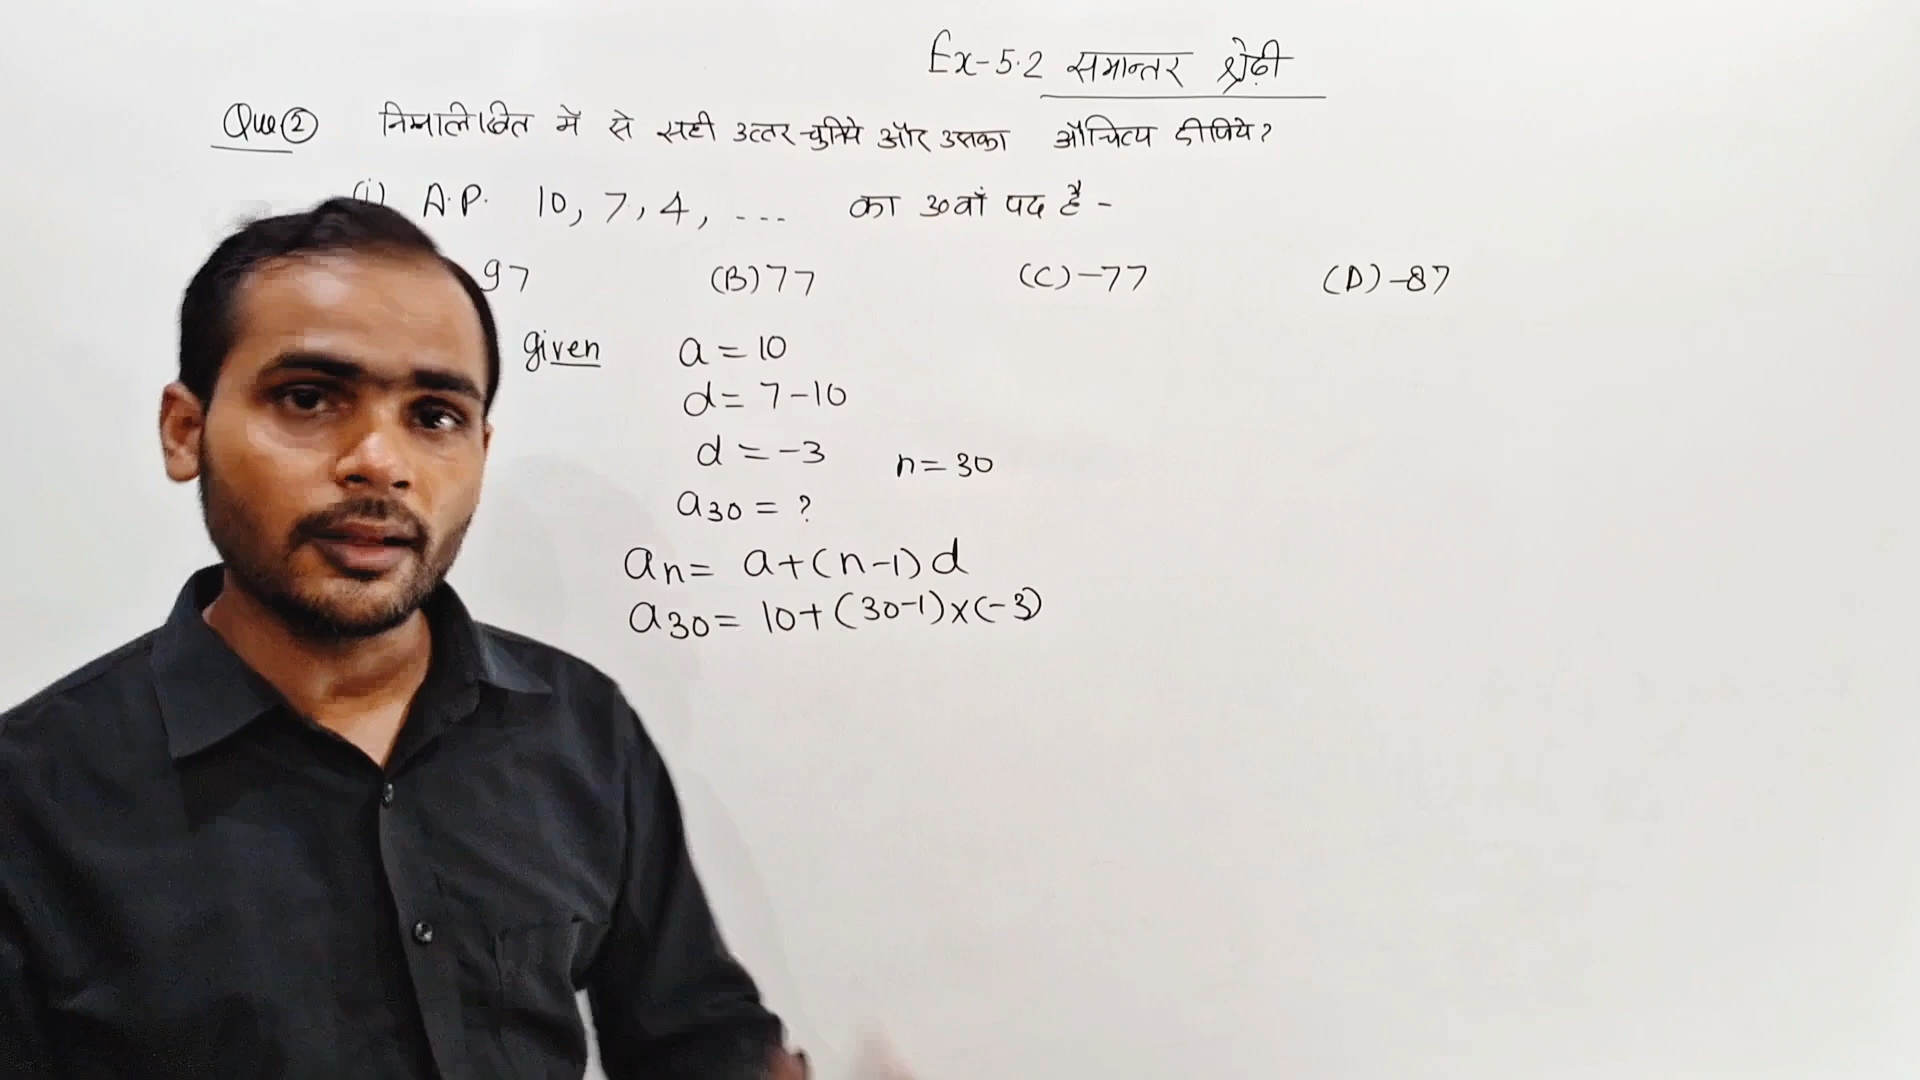 Ex-5.2 समान्तर श्रेढ़ी
Que ② निम्नलिखित में से सही उत्तर चुनिये और उसका औचित्य दीजिये?
(i) A.P. 10, 7, 4, --- का 30वाँ पद है -
97 (B) 77 (C) -77 (D) -87
given a = 10
d = 7-10
d = -3 n = 30
a30 = ?
an = a+(n-1)d
a30 = 10+(30-1)×(-3)